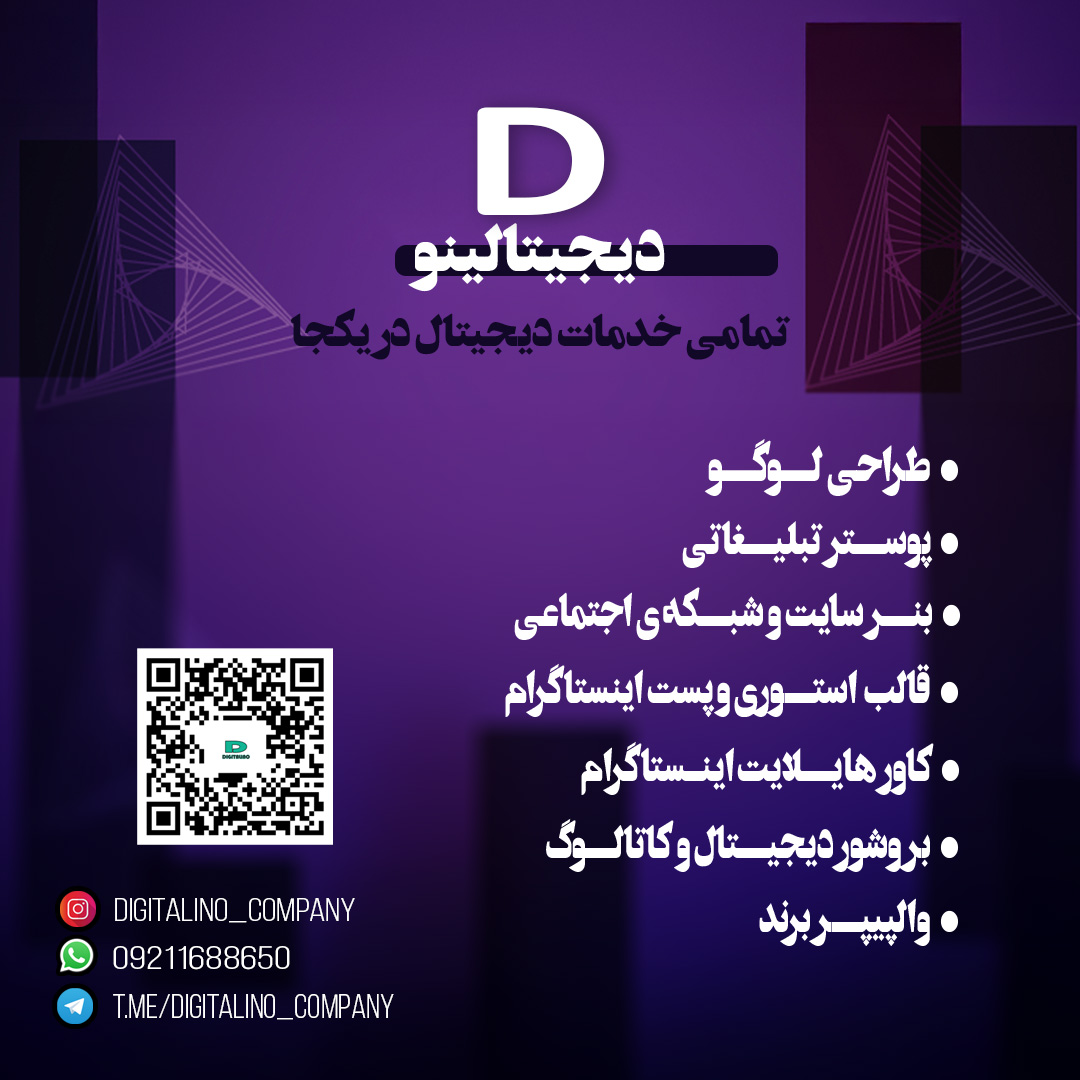 D
دیجیتالینو
تمامی خدمات دیجیتال در یکجا
• طراحی لوگو
• پوستر تبلیغاتی
• بنر سایت و شبکه ی اجتماعی
• قالب استوری و پست اینستاگرام
• کاور هایلایت اینستاگرام
• بروشور دیجیتال و کاتالوگ
• والپیپر برند
D
DIGITALINO
DIGITALINO_COMPANY
09211688650
T.ME/DIGITALINO_COMPANY